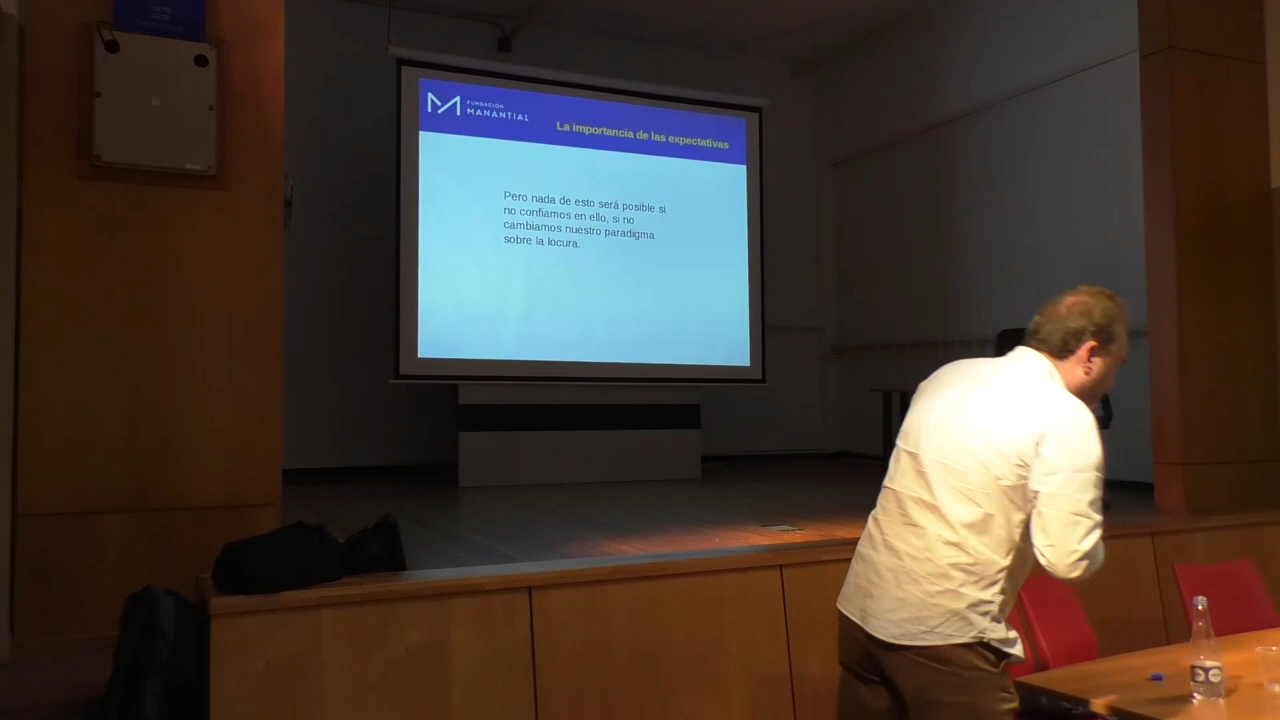 FUNDACIÓN
MANANTIAL
La importancia de las expectativas
Pero nada de esto será posible si
no confiamos en ello, si no
cambiamos nuestro paradigma
sobre la locura.